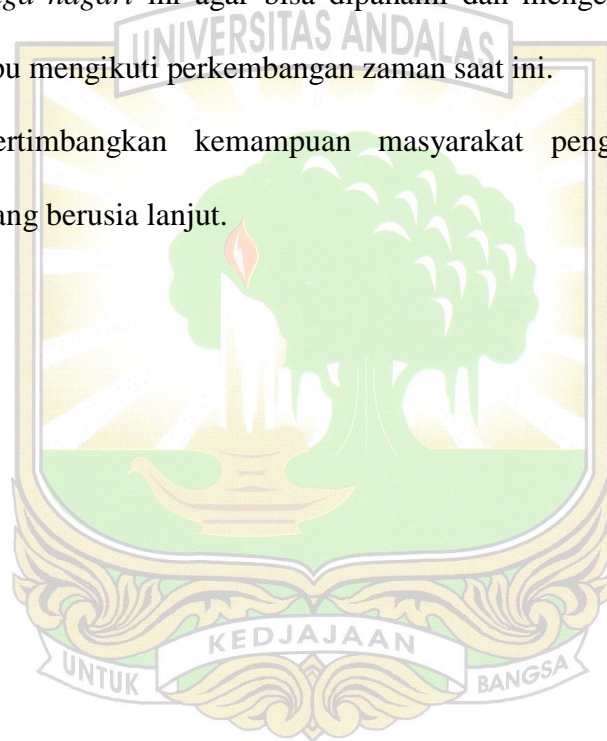 nagari ini agar bisa dipahami dan menge
UNIVERSITAS ANDALAS
pu mengikuti perkembangan zaman saat ini.
ertimbangkan kemampuan masyarakat peng
ang berusia lanjut.
UNTUK KEDJAJAAN BANGSA